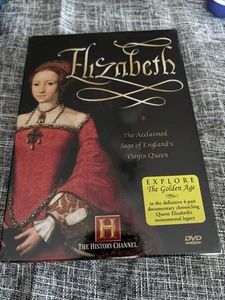 Elizabeth
The Acclaimed
Saga of England's
Virgin Queen
EXPLORE
The Golden Age
in the definitive 4-part
documentary chronicling
Queen Elizabeth's
monumental legacy
H
THE HISTORY CHANNEL
DVD